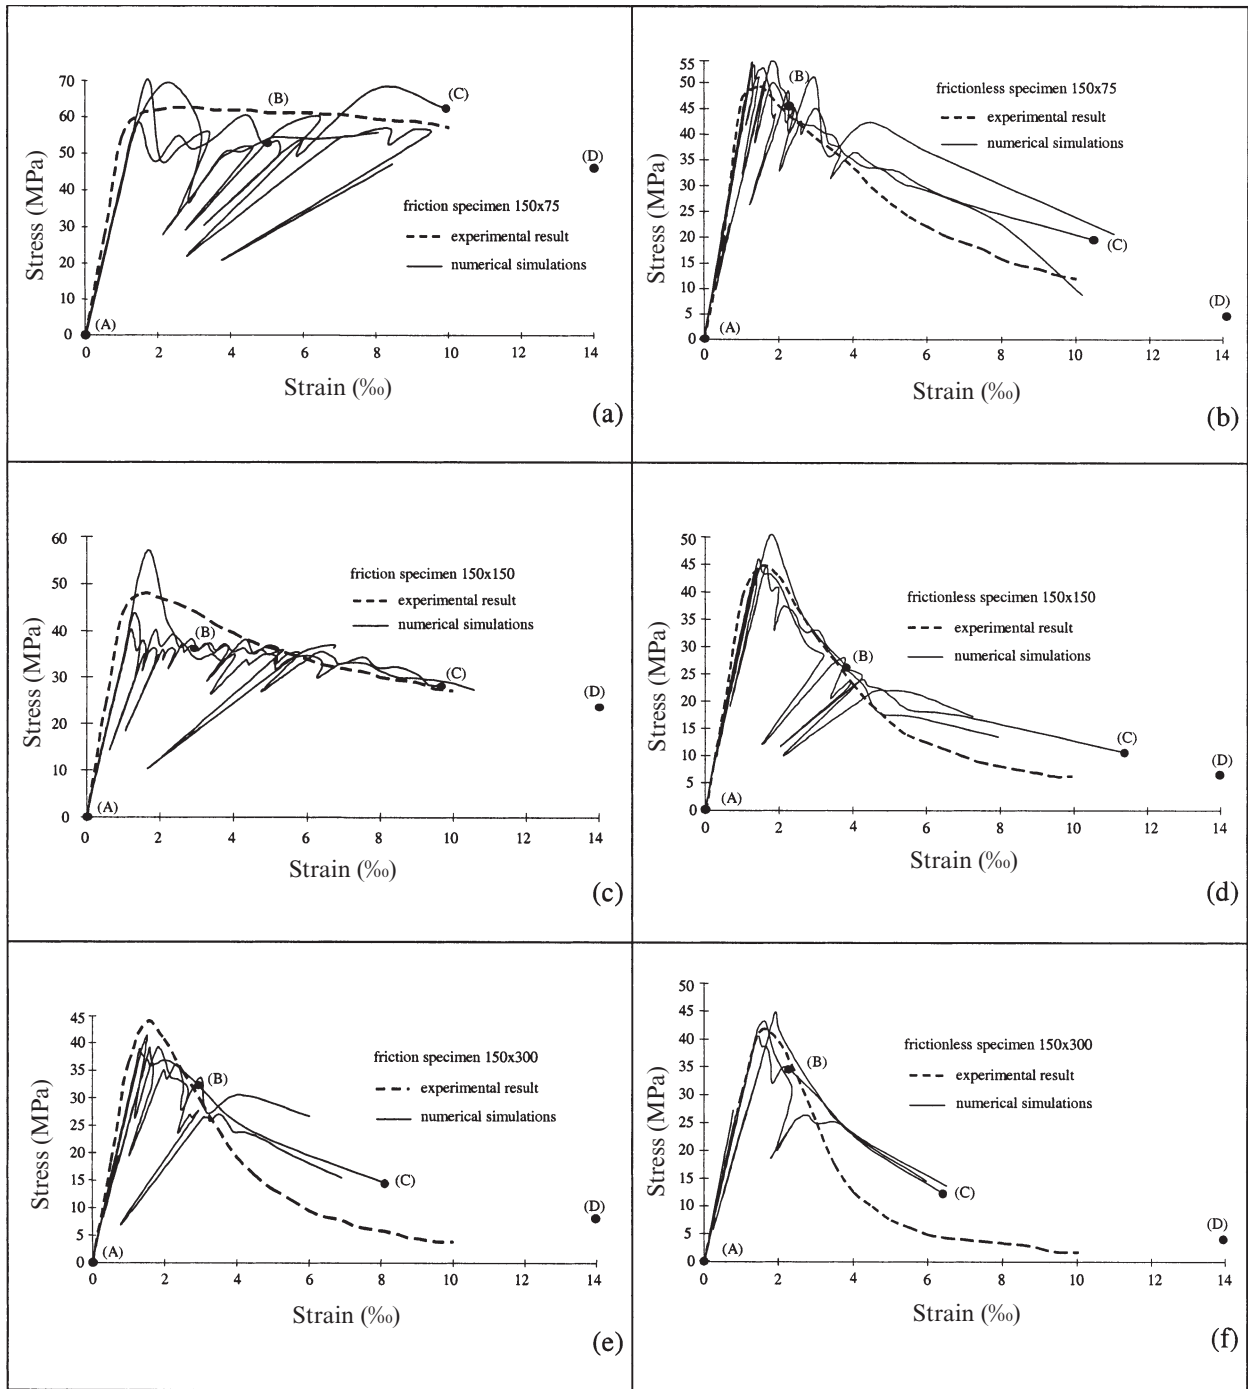 70
60
50
40
30
20
10
0
Stress (MPa)
(A)
(B)
(C)
(D)
friction specimen 150x75
experimental result
numerical simulations
0 2 4 6 8 10 12 14
Strain (‰)
(a)
55
50
45
40
35
30
25
20
15
10
5
0
Stress (MPa)
(A)
(B)
(C)
(D)
frictionless specimen 150x75
experimental result
numerical simulations
0 2 4 6 8 10 12 14
Strain (‰)
(b)
60
50
40
30
20
10
0
Stress (MPa)
(A)
(B)
(C)
(D)
friction specimen 150x150
experimental result
numerical simulations
0 2 4 6 8 10 12 14
Strain (‰)
(c)
50
45
40
35
30
25
20
15
10
5
0
Stress (MPa)
(A)
(B)
(C)
(D)
frictionless specimen 150x150
experimental result
numerical simulations
0 2 4 6 8 10 12 14
Strain (‰)
(d)
45
40
35
30
25
20
15
10
5
0
Stress (MPa)
(A)
(B)
(C)
(D)
friction specimen 150x300
experimental result
numerical simulations
0 2 4 6 8 10 12 14
Strain (‰)
(e)
50
45
40
35
30
25
20
15
10
5
0
Stress (MPa)
(A)
(B)
(C)
(D)
frictionless specimen 150x300
experimental result
numerical simulations
0 2 4 6 8 10 12 14
Strain (‰)
(f)